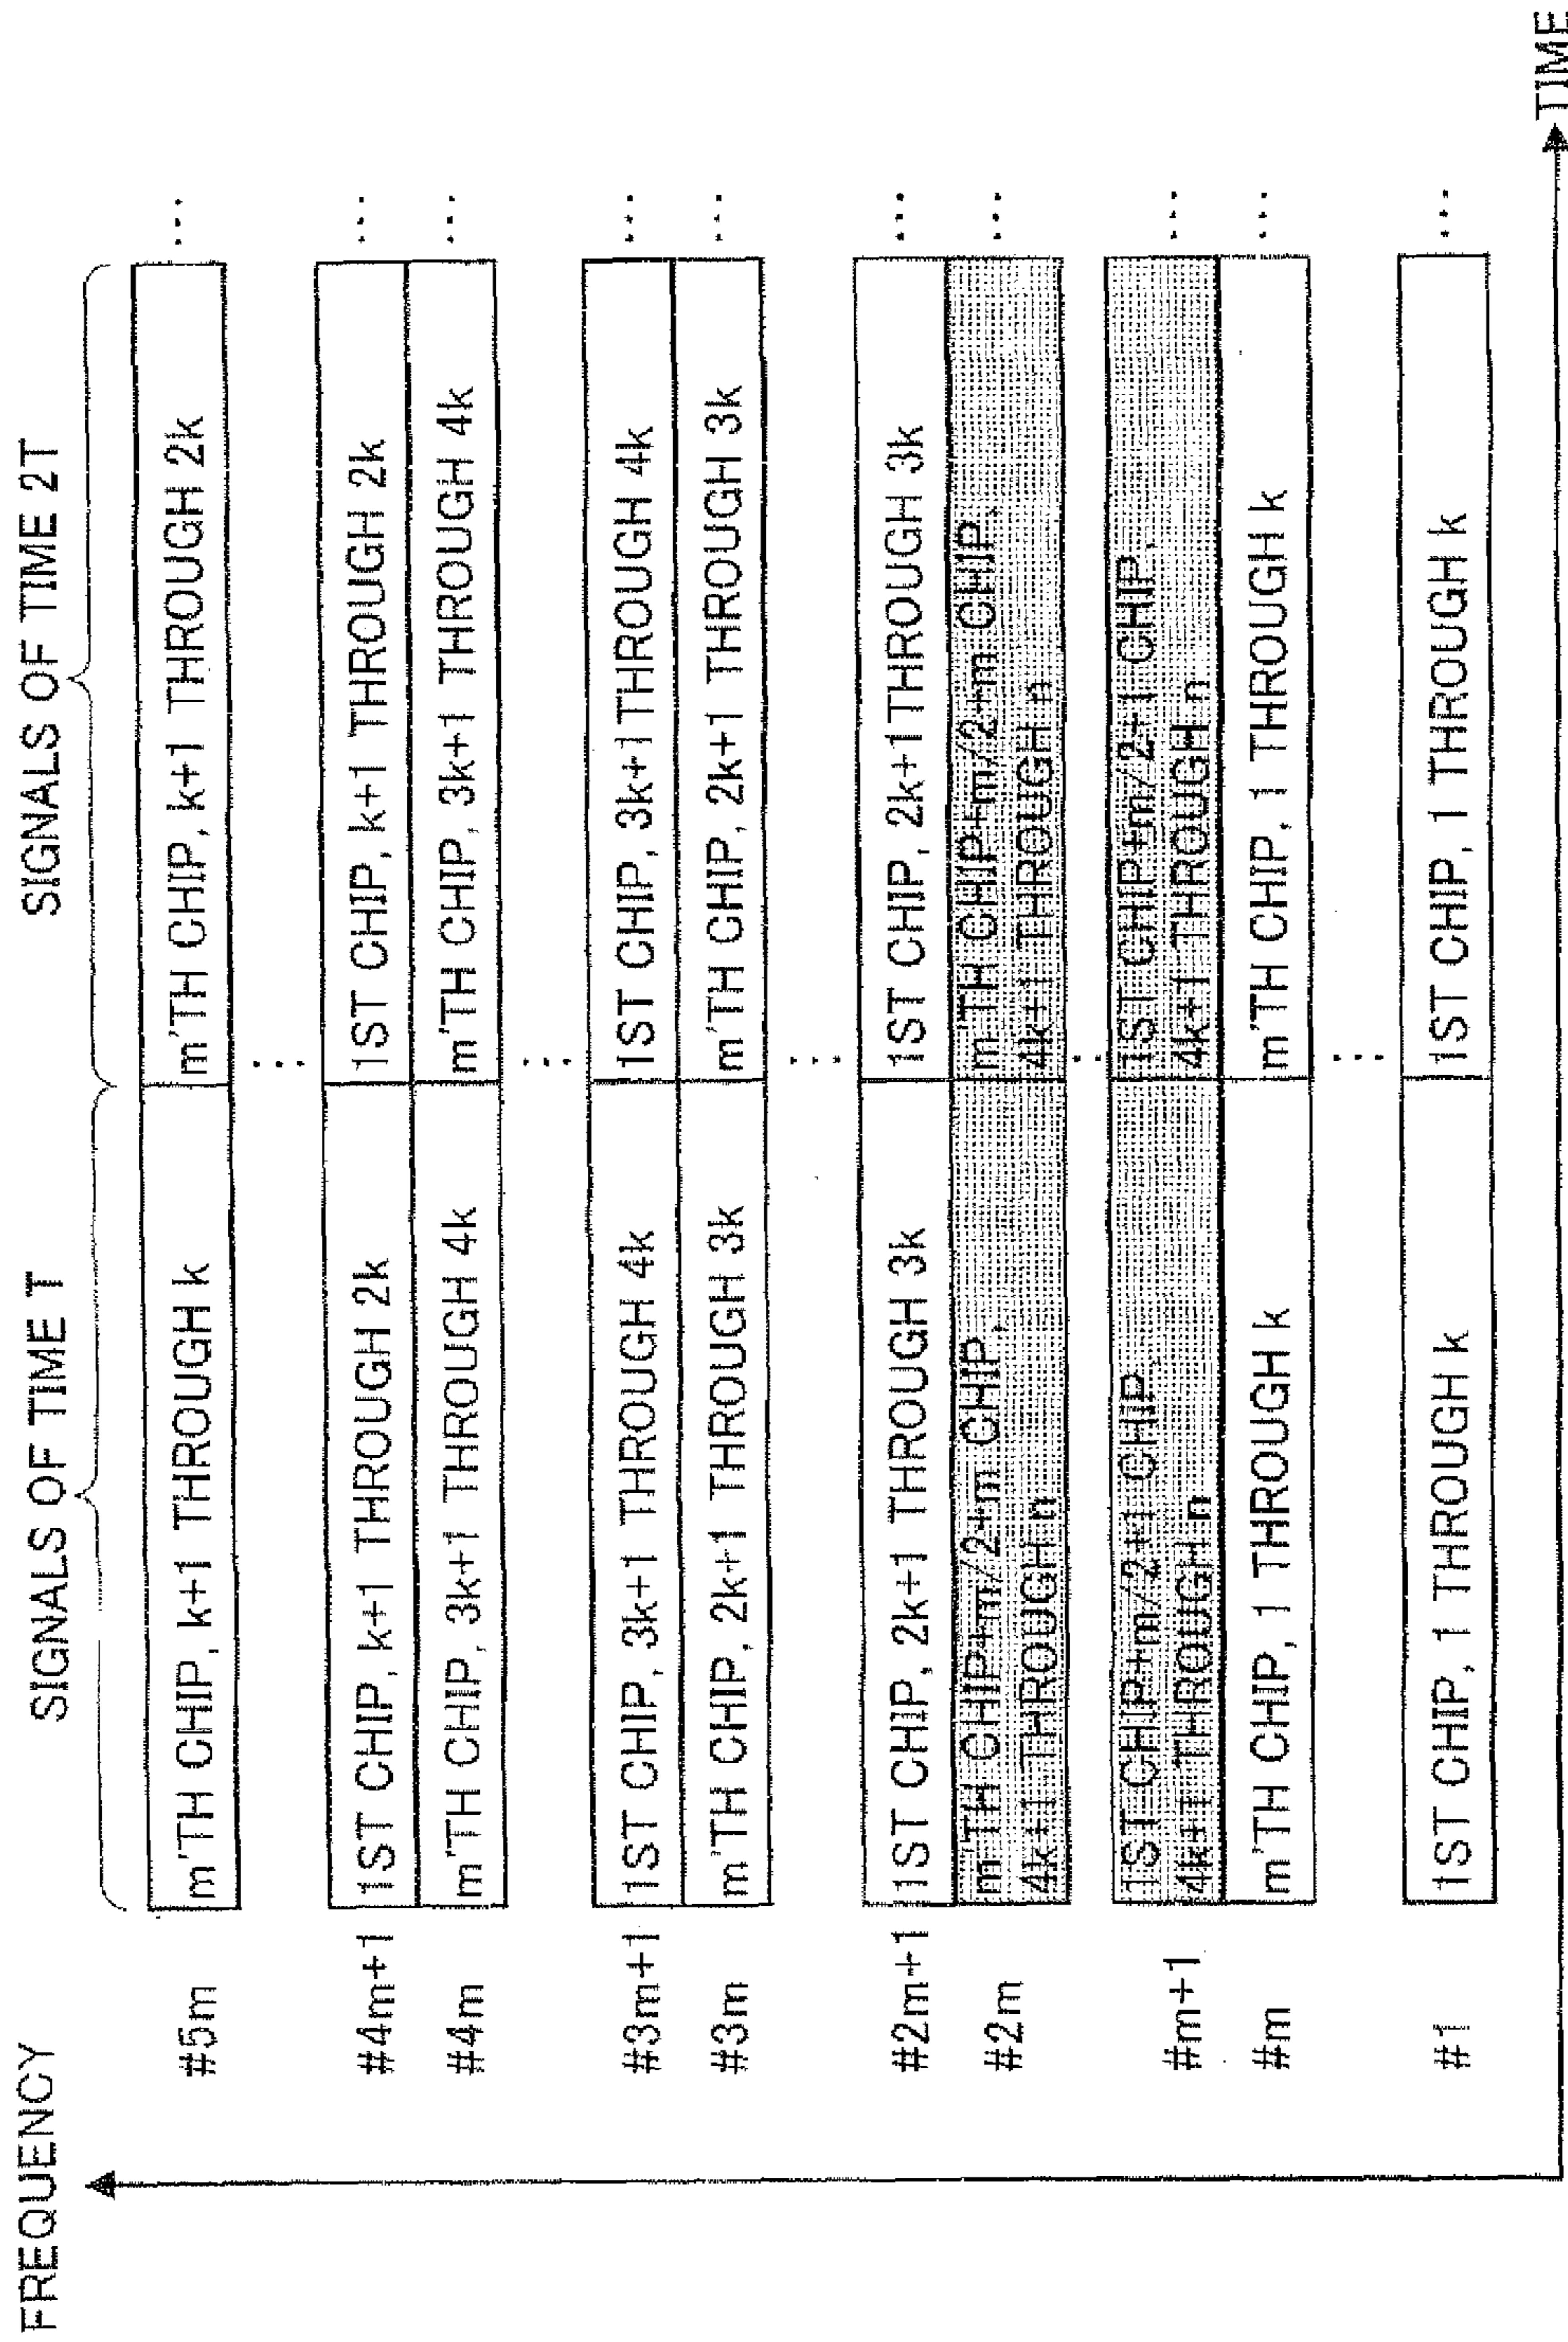 FREQUENCY
SIGNALS OF TIME T
SIGNALS OF TIME 2T
#5m
m'TH CHIP, k+1 THROUGH k
m'TH CHIP, k+1 THROUGH 2k
...
...
#4m+1
1ST CHIP, k+1 THROUGH 2k
1ST CHIP, k+1 THROUGH 2k
...
#4m
m'TH CHIP, 3k+1 THROUGH 4k
m'TH CHIP, 3k+1 THROUGH 4k
...
...
#3m+1
1ST CHIP, 3k+1 THROUGH 4k
1ST CHIP, 3k+1 THROUGH 4k
...
#3m
m'TH CHIP, 2k+1 THROUGH 3k
m'TH CHIP, 2k+1 THROUGH 3k
...
...
#2m+1
1ST CHIP, 2k+1 THROUGH 3k
1ST CHIP, 2k+1 THROUGH 3k
...
#2m
m'TH CHIP+m/2+m CHIP,
4k+1 THROUGH n
m'TH CHIP+m/2+m CHIP,
4k+1 THROUGH n
...
...
#m+1
1ST CHIP+m/2+1 CHIP
4k+1 THROUGH n
1ST CHIP+m/2+1 CHIP,
4k+1 THROUGH n
...
#m
m'TH CHIP, 1 THROUGH k
m'TH CHIP, 1 THROUGH k
...
...
#1
1ST CHIP, 1 THROUGH k
1ST CHIP, 1 THROUGH k
...
TIME